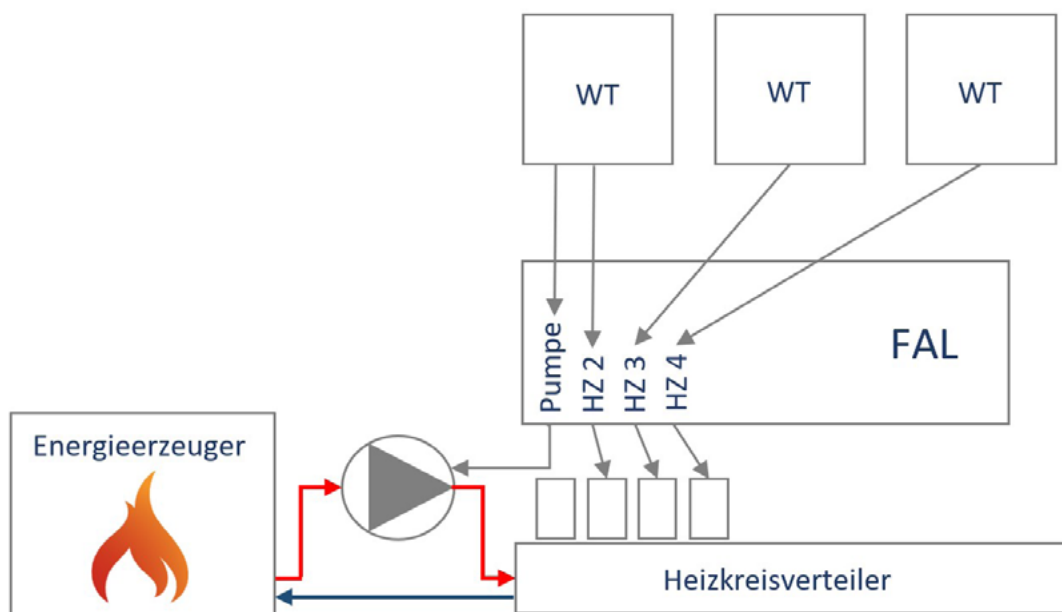 WT
WT
WT
Pumpe
HZ 2
HZ 3
HZ 4
FAL
Energieerzeuger
Heizkreisverteiler